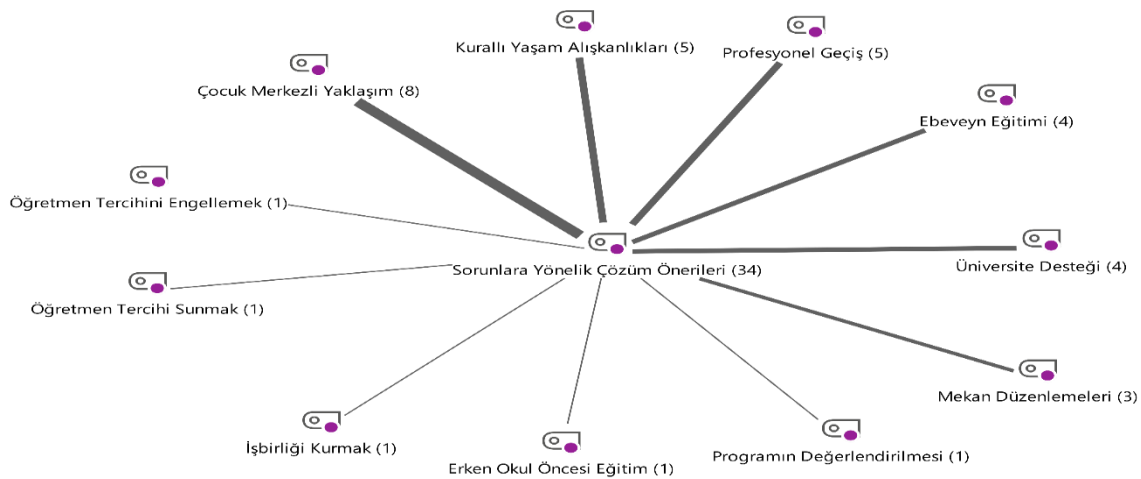 Kurallı Yaşam Alışkanlıkları (5)
Profesyonel Geçiş (5)
Çocuk Merkezli Yaklaşım (8)
Ebeveyn Eğitimi (4)
Öğretmen Tercihini Engellemek (1)
Sorunlara Yönelik Çözüm Önerileri (34)
Üniversite Desteği (4)
Öğretmen Tercihi Sunmak (1)
Mekan Düzenlemeleri (3)
İşbirliği Kurmak (1)
Erken Okul Öncesi Eğitim (1)
Programın Değerlendirilmesi (1)